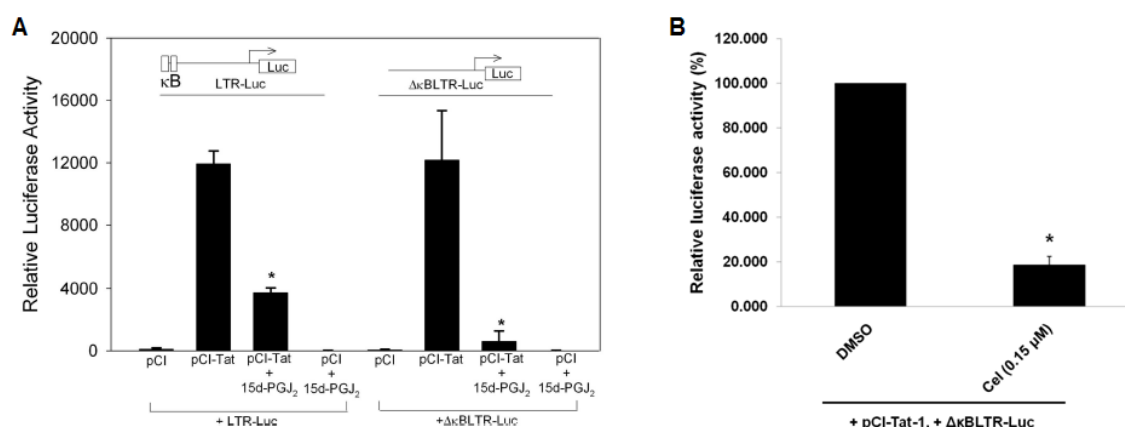 A
20000
16000
12000
8000
4000
0
Relative Luciferase Activity
κB
Luc
LTR-Luc
Luc
ΔκBLTR-Luc
*
*
pCI
pCI-Tat
pCI-Tat
+
15d-PGJ₂
pCI
+
15d-PGJ₂
pCI
pCI-Tat
pCI-Tat
+
15d-PGJ₂
pCI
+
15d-PGJ₂
+ LTR-Luc
+ΔκBLTR-Luc
B
120.000
100.000
80.000
60.000
40.000
20.000
0.000
Relative luciferase activity (%)
*
DMSO
Cel (0.15 µM)
+ pCI-Tat-1, + ΔκBLTR-Luc